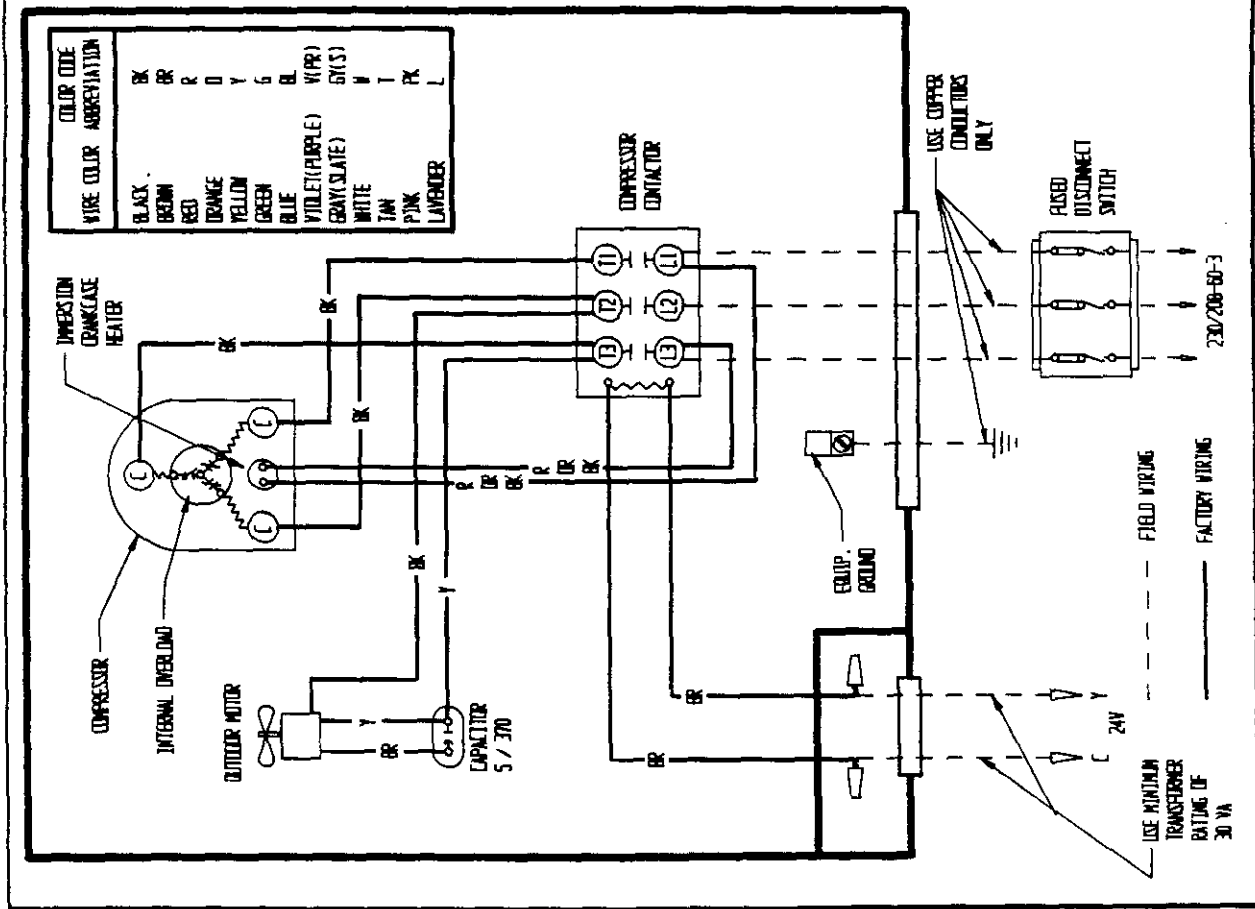 COLOR CODE
WIRE COLOR ABBREVIATION
BLACK. BK
BROWN BR
RED R
ORANGE O
YELLOW Y
GREEN G
BLUE BL
VIOLET(PURPLE) V(PR)
GRAY(SLATE) GY(S)
WHITE W
TAN T
PINK PK
LAVENDER L
COMPRESSOR
INTERNAL OVERLOAD
IMMERSION
CRANKCASE
HEATER
C
C
C
BK
BK
BK
BK
R OR BK
R OR BK
OUTDOOR MOTOR
Y
BR
Y
CAPACITOR
5 / 370
COMPRESSOR
CONTACTOR
T3
T2
T1
L3
L2
L1
BR
BR
EQUIP.
GROUND
USE COPPER
CONDUCTORS
ONLY
FUSED
DISCONNECT
SWITCH
230/208-60-3
C
24V
Y
USE MINIMUM
TRANSFORMER
RATING OF
30 VA
FIELD WIRING
FACTORY WIRING